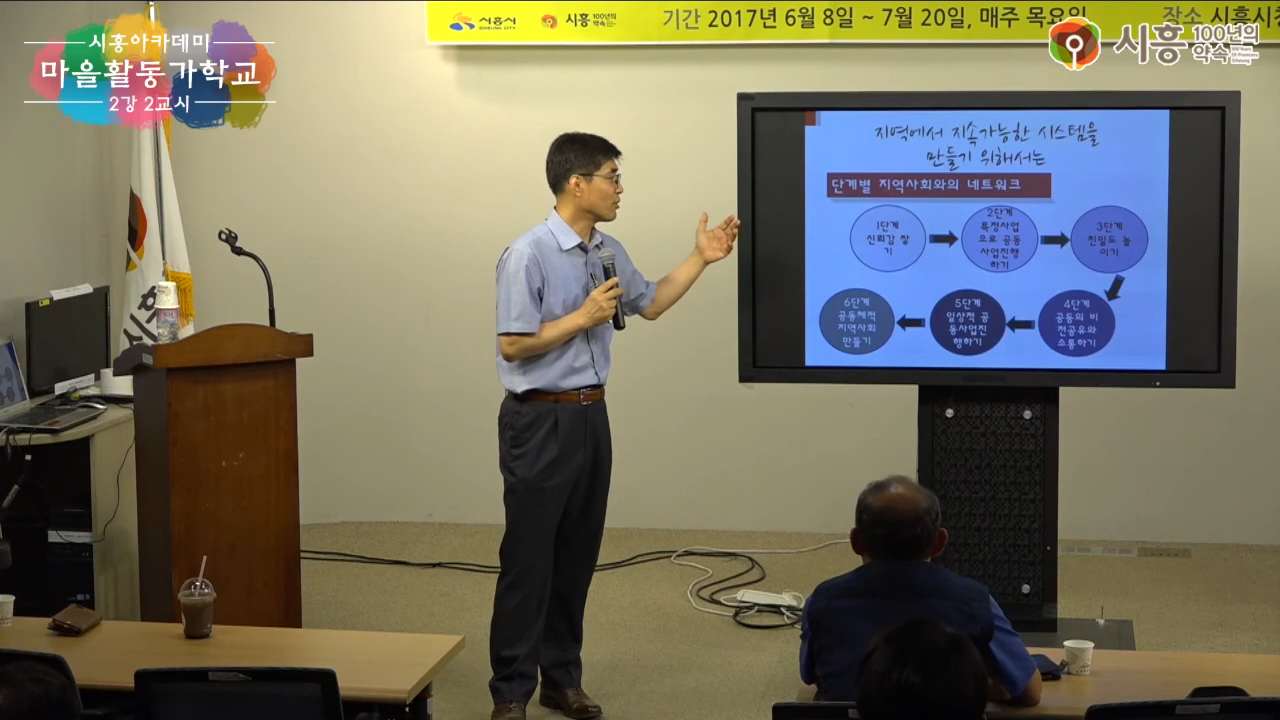 시흥아카데미
마을활동가학교
2강 2교시
시흥시
SIHEUNG CITY
시흥 100년의 약속
기간 2017년 6월 8일 ~ 7월 20일, 매주 목요일
장소 시흥시청
시흥 100년의 약속
지역에서 지속가능한 시스템을
만들기 위해서는
단계별 지역사회와의 네트워크
1단계
신뢰감 쌓
기
2단계
특정사업
으로 공동
사업진행
하기
3단계
친밀도 높
이기
4단계
공동의 비
전공유와
소통하기
5단계
일상적 공
동사업진
행하기
6단계
공동체적
지역사회
만들기